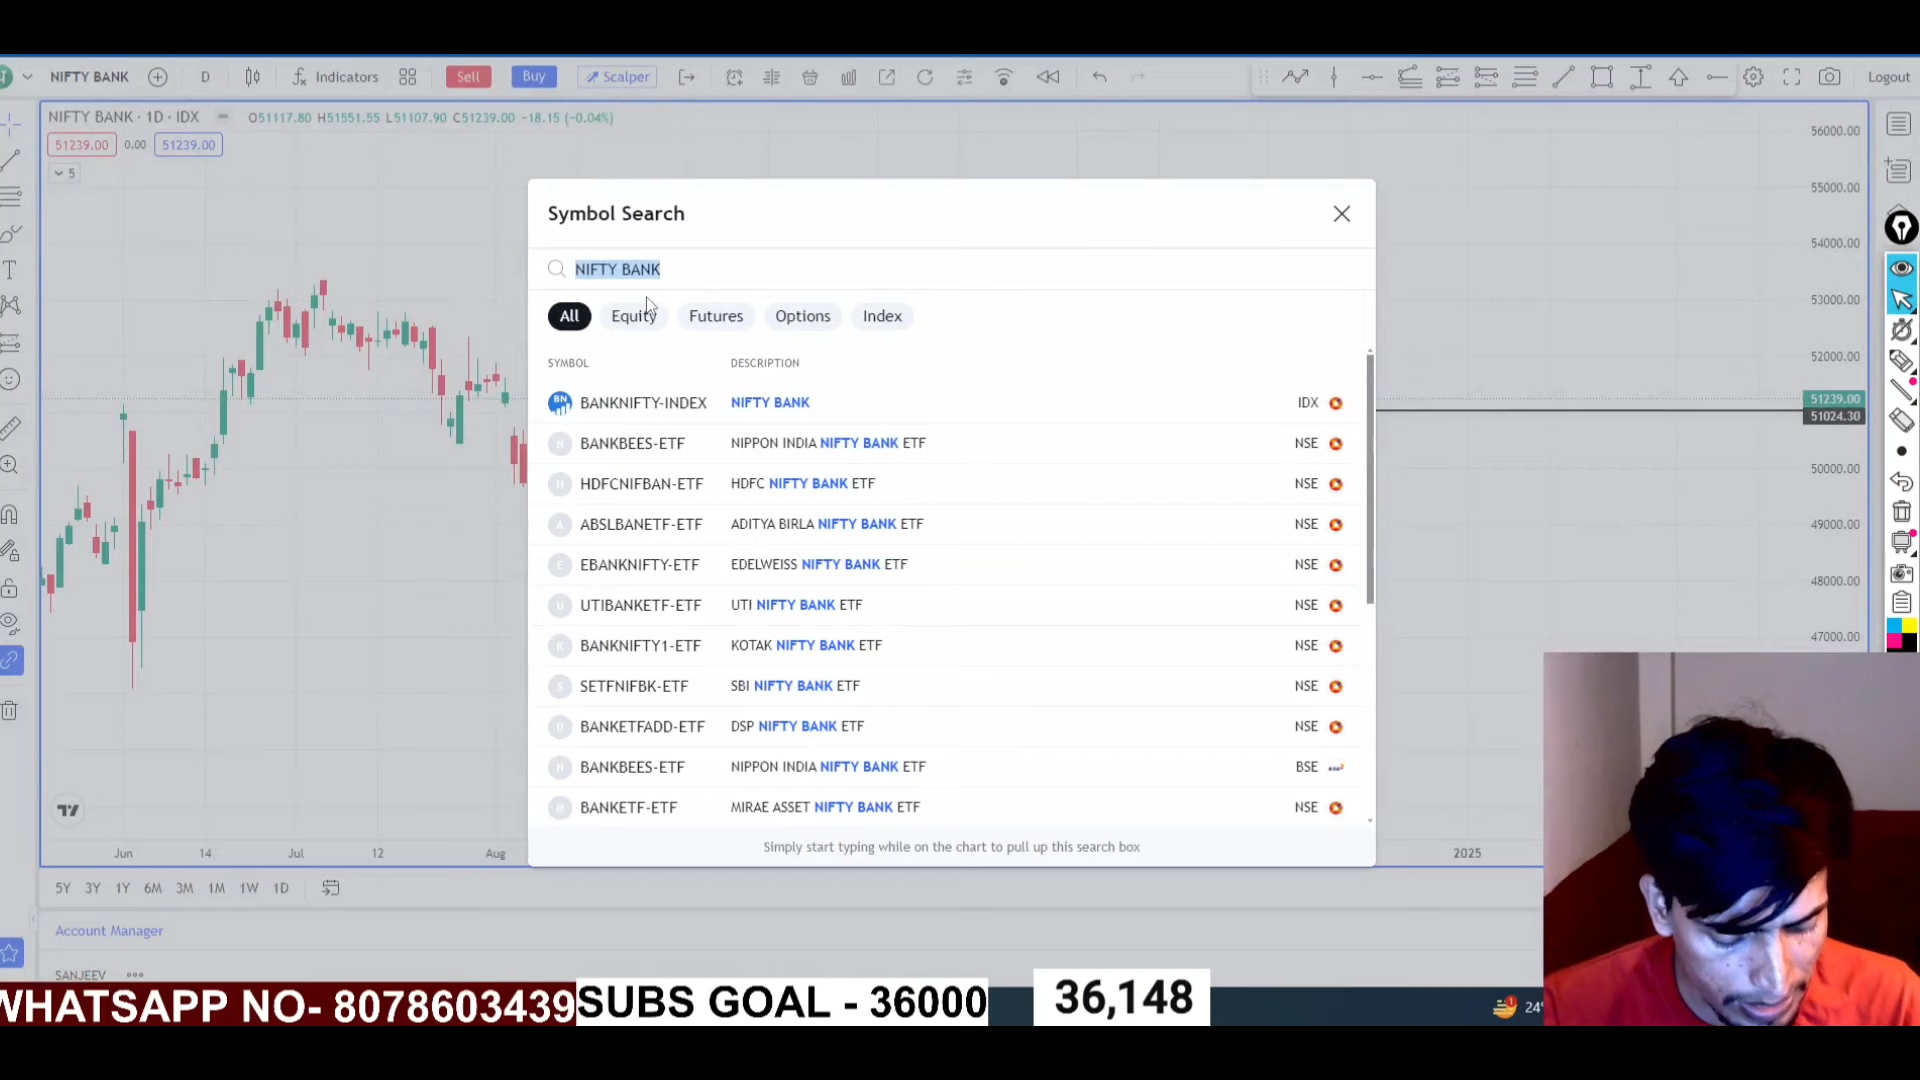 NIFTY BANK
D
Indicators
Sell
Buy
Scalper
Logout
NIFTY BANK · 1D · IDX
O51117.80 H51551.55 L51107.90 C51239.00 −18.15 (−0.04%)
51239.00 0.00 51239.00
5
56000.00
55000.00
54000.00
53000.00
52000.00
51239.00
51024.30
50000.00
49000.00
48000.00
47000.00
Symbol Search
NIFTY BANK
All Equity Futures Options Index
SYMBOL DESCRIPTION
BN BANKNIFTY-INDEX NIFTY BANK IDX
N BANKBEES-ETF NIPPON INDIA NIFTY BANK ETF NSE
H HDFCNIFBAN-ETF HDFC NIFTY BANK ETF NSE
A ABSLBANETF-ETF ADITYA BIRLA NIFTY BANK ETF NSE
E EBANKNIFTY-ETF EDELWEISS NIFTY BANK ETF NSE
U UTIBANKETF-ETF UTI NIFTY BANK ETF NSE
K BANKNIFTY1-ETF KOTAK NIFTY BANK ETF NSE
S SETFNIFBK-ETF SBI NIFTY BANK ETF NSE
D BANKETFADD-ETF DSP NIFTY BANK ETF NSE
N BANKBEES-ETF NIPPON INDIA NIFTY BANK ETF BSE
M BANKETF-ETF MIRAE ASSET NIFTY BANK ETF NSE
Simply start typing while on the chart to pull up this search box
Jun 14 Jul 12 Aug 2025
5Y 3Y 1Y 6M 3M 1M 1W 1D
Account Manager
SANJEEV
WHATSAPP NO- 8078603439
SUBS GOAL - 36000
36,148
1
24°